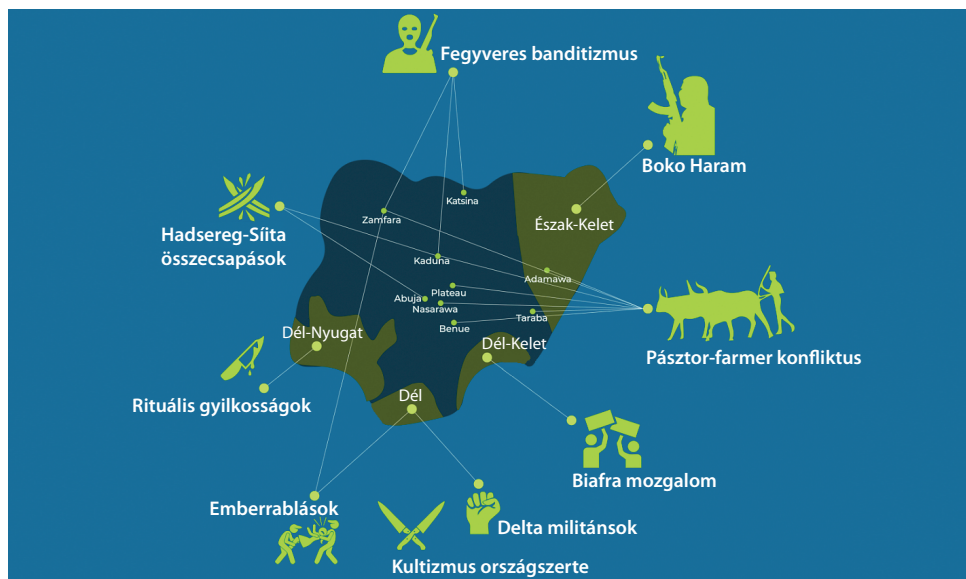 Fegyveres banditizmus
Boko Haram
Katsina
Zamfara
Észak-Kelet
Hadsereg-Síita
összecsapások
Kaduna
Adamawa
Plateau
Abuja
Nasarawa
Taraba
Benue
Dél-Nyugat
Dél-Kelet
Pásztor-farmer konfliktus
Rituális gyilkosságok
Dél
Biafra mozgalom
Emberrablások
Delta militánsok
Kultizmus országszerte